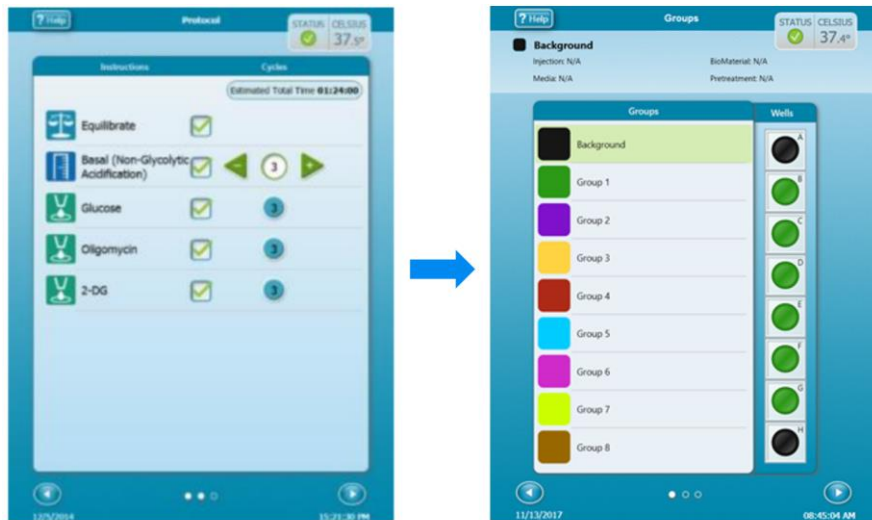 ? Help
Protocol
STATUS CELSIUS
37.5°
Instructions Cycles
Estimated Total Time 01:24:00
Equilibrate
Basal (Non-Glycolytic
Acidification)
3
Glucose
3
Oligomycin
3
2-DG
3
12/5/2014
15:21:30 PM
? Help
Groups
STATUS CELSIUS
37.4°
Background
Injection: N/A
BioMaterial: N/A
Media: N/A
Pretreatment: N/A
Groups
Wells
Background
A
Group 1
B
Group 2
C
Group 3
D
Group 4
E
Group 5
F
Group 6
G
Group 7
H
Group 8
11/13/2017
08:45:04 AM